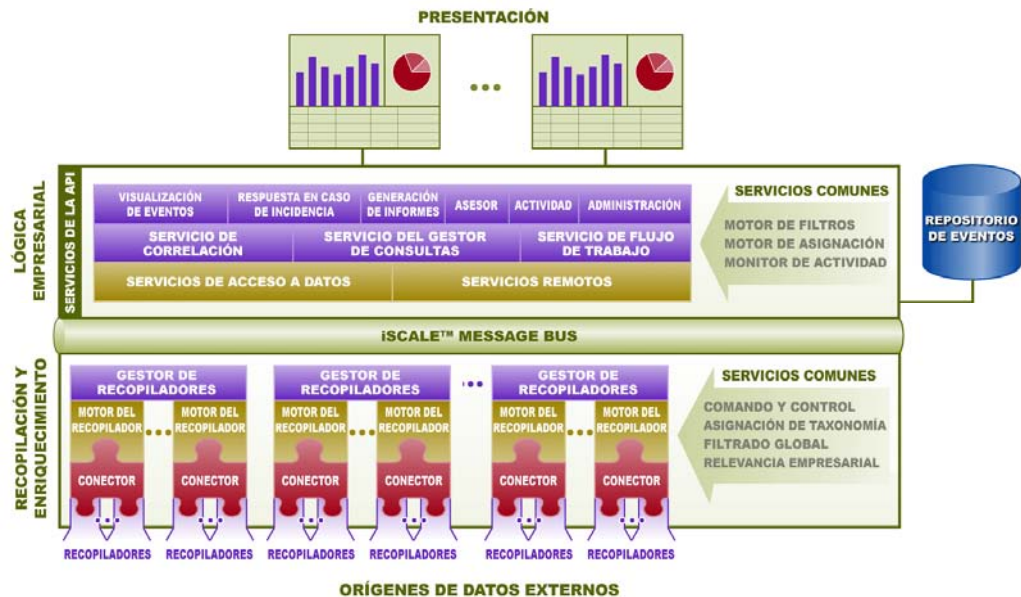 PRESENTACIÓN
LÓGICA
EMPRESARIAL
SERVICIOS DE LA API
VISUALIZACIÓN
DE EVENTOS
RESPUESTA EN CASO
DE INCIDENCIA
GENERACIÓN
DE INFORMES
ASESOR
ACTIVIDAD
ADMINISTRACIÓN
SERVICIO DE
CORRELACIÓN
SERVICIO DEL GESTOR
DE CONSULTAS
SERVICIO DE FLUJO
DE TRABAJO
SERVICIOS DE ACCESO A DATOS
SERVICIOS REMOTOS
SERVICIOS COMUNES
MOTOR DE FILTROS
MOTOR DE ASIGNACIÓN
MONITOR DE ACTIVIDAD
REPOSITORIO
DE EVENTOS
iSCALE™ MESSAGE BUS
RECOPILACIÓN Y
ENRIQUECIMIENTO
GESTOR DE
RECOPILADORES
GESTOR DE
RECOPILADORES
GESTOR DE
RECOPILADORES
MOTOR DEL
RECOPILADOR
MOTOR DEL
RECOPILADOR
MOTOR DEL
RECOPILADOR
MOTOR DEL
RECOPILADOR
MOTOR DEL
RECOPILADOR
MOTOR DEL
RECOPILADOR
CONECTOR
CONECTOR
CONECTOR
CONECTOR
CONECTOR
CONECTOR
SERVICIOS COMUNES
COMANDO Y CONTROL
ASIGNACIÓN DE TAXONOMÍA
FILTRADO GLOBAL
RELEVANCIA EMPRESARIAL
RECOPILADORES
RECOPILADORES
RECOPILADORES
RECOPILADORES
RECOPILADORES
RECOPILADORES
ORÍGENES DE DATOS EXTERNOS